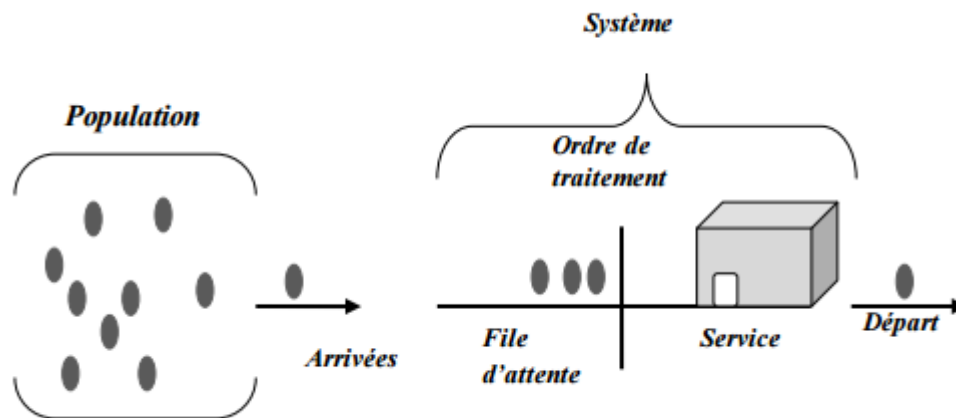 Système
Population
Ordre de
traitement
Arrivées
File
d’attente
Service
Départ